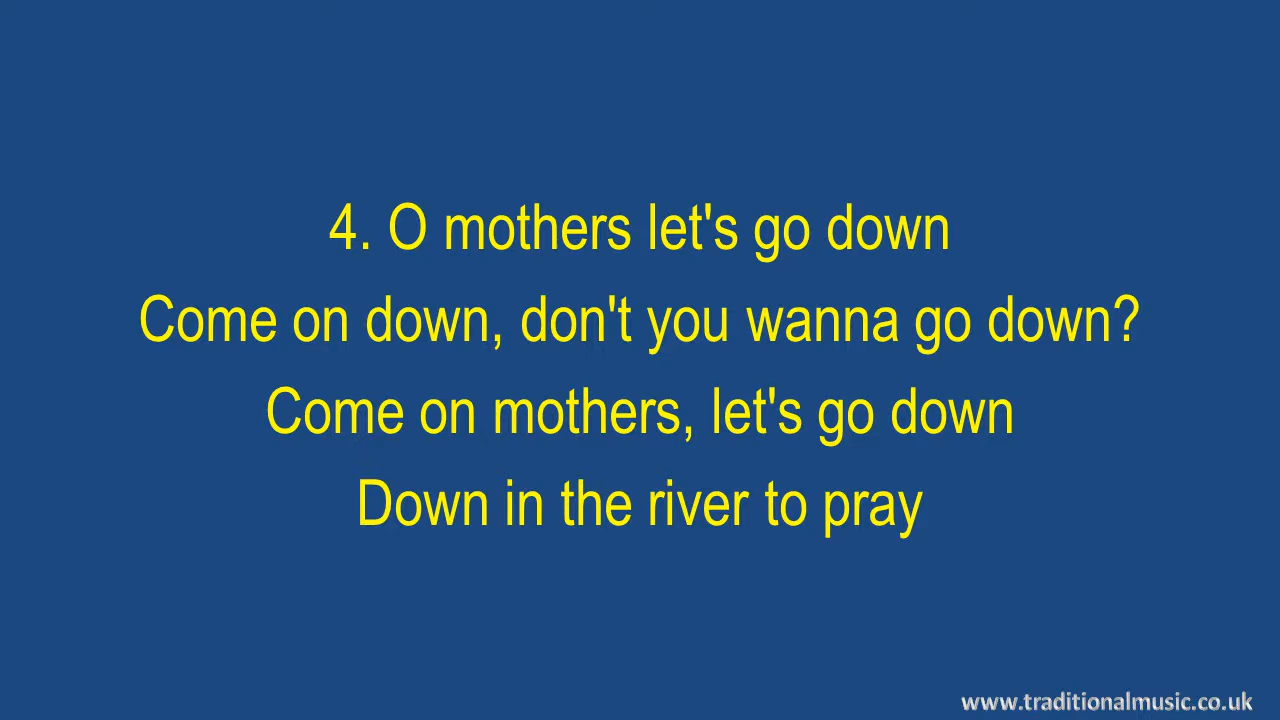 4. O mothers let's go down
Come on down, don't you wanna go down?
Come on mothers, let's go down
Down in the river to pray
www.traditionalmusic.co.uk